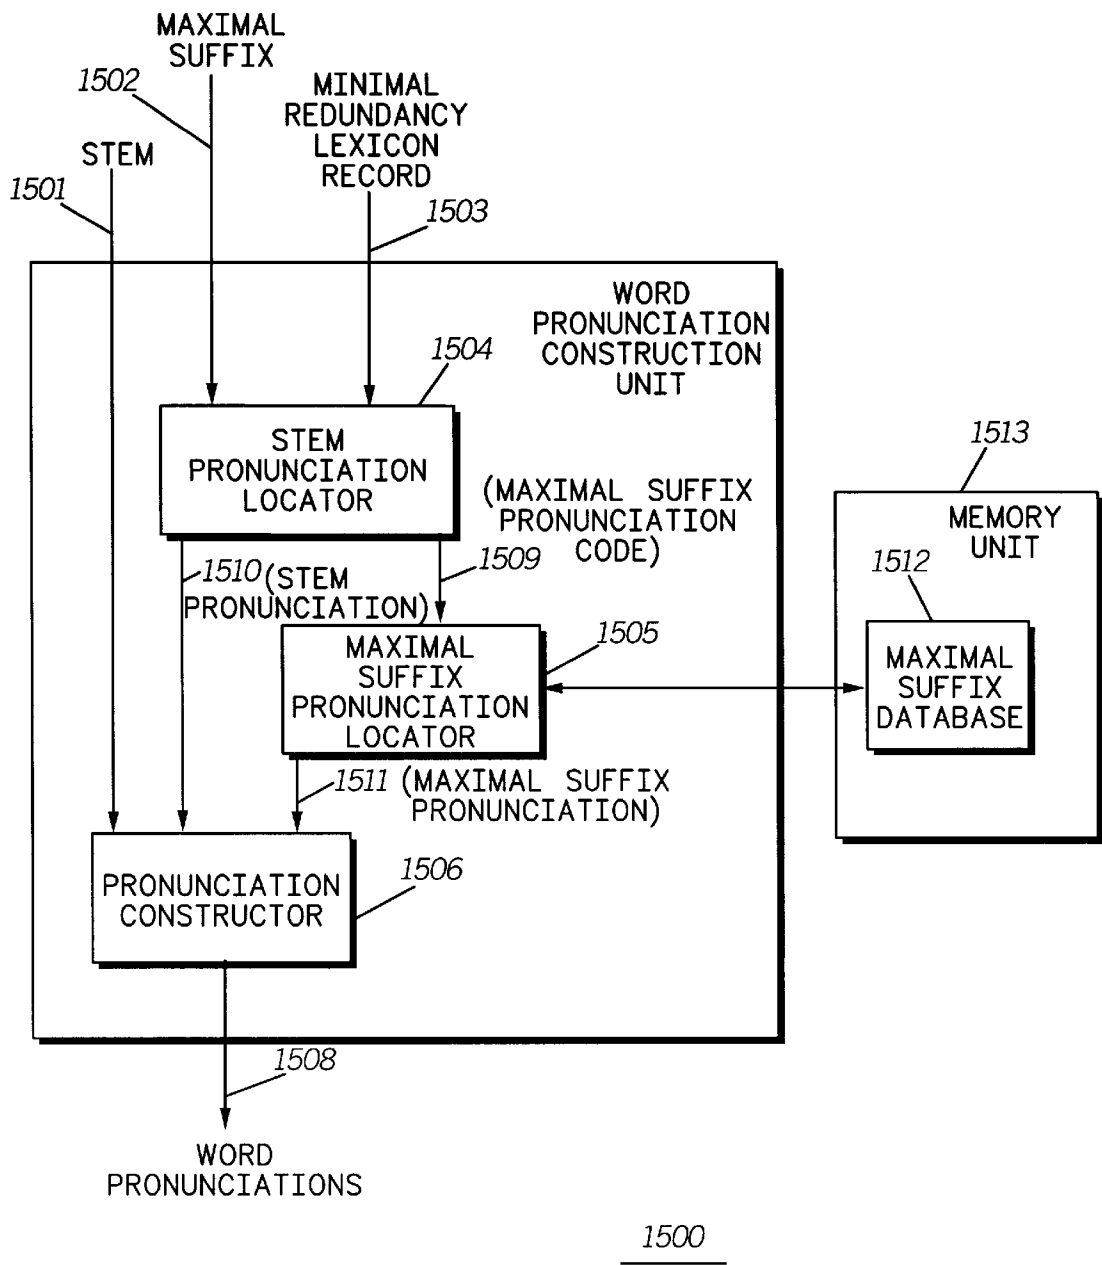 MAXIMAL
SUFFIX
1502
MINIMAL
REDUNDANCY
LEXICON
RECORD
STEM
1501
1503
WORD
PRONUNCIATION
CONSTRUCTION
UNIT
1504
STEM
PRONUNCIATION
LOCATOR
1513
(MAXIMAL SUFFIX
PRONUNCIATION
CODE)
MEMORY
UNIT
1509
1510 (STEM
PRONUNCIATION)
1512
1505
MAXIMAL
SUFFIX
PRONUNCIATION
LOCATOR
MAXIMAL
SUFFIX
DATABASE
1511 (MAXIMAL SUFFIX
PRONUNCIATION)
1506
PRONUNCIATION
CONSTRUCTOR
1508
WORD
PRONUNCIATIONS
1500